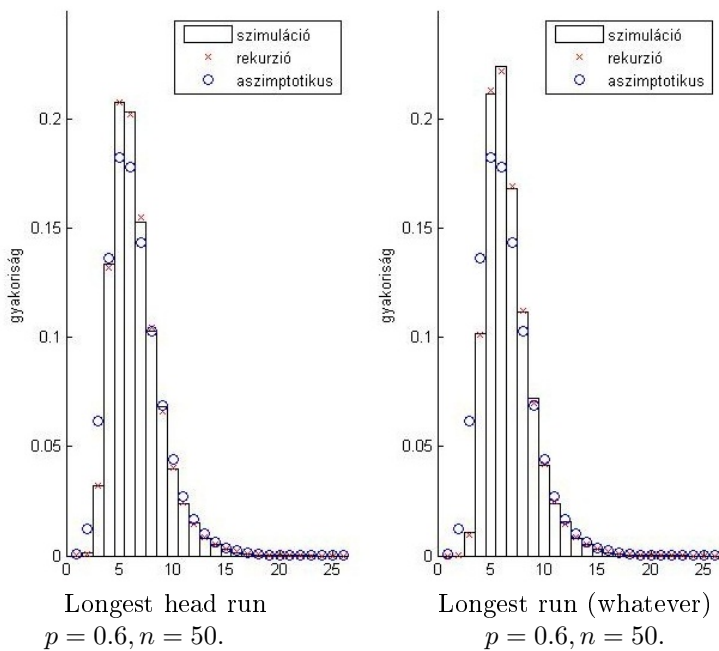 szimuláció
rekurzió
aszimptotikus
gyakoriság
0.2
0.15
0.1
0.05
0
0 5 10 15 20 25
Longest head run
p = 0.6, n = 50.
szimuláció
rekurzió
aszimptotikus
gyakoriság
0.2
0.15
0.1
0.05
0
0 5 10 15 20 25
Longest run (whatever)
p = 0.6, n = 50.